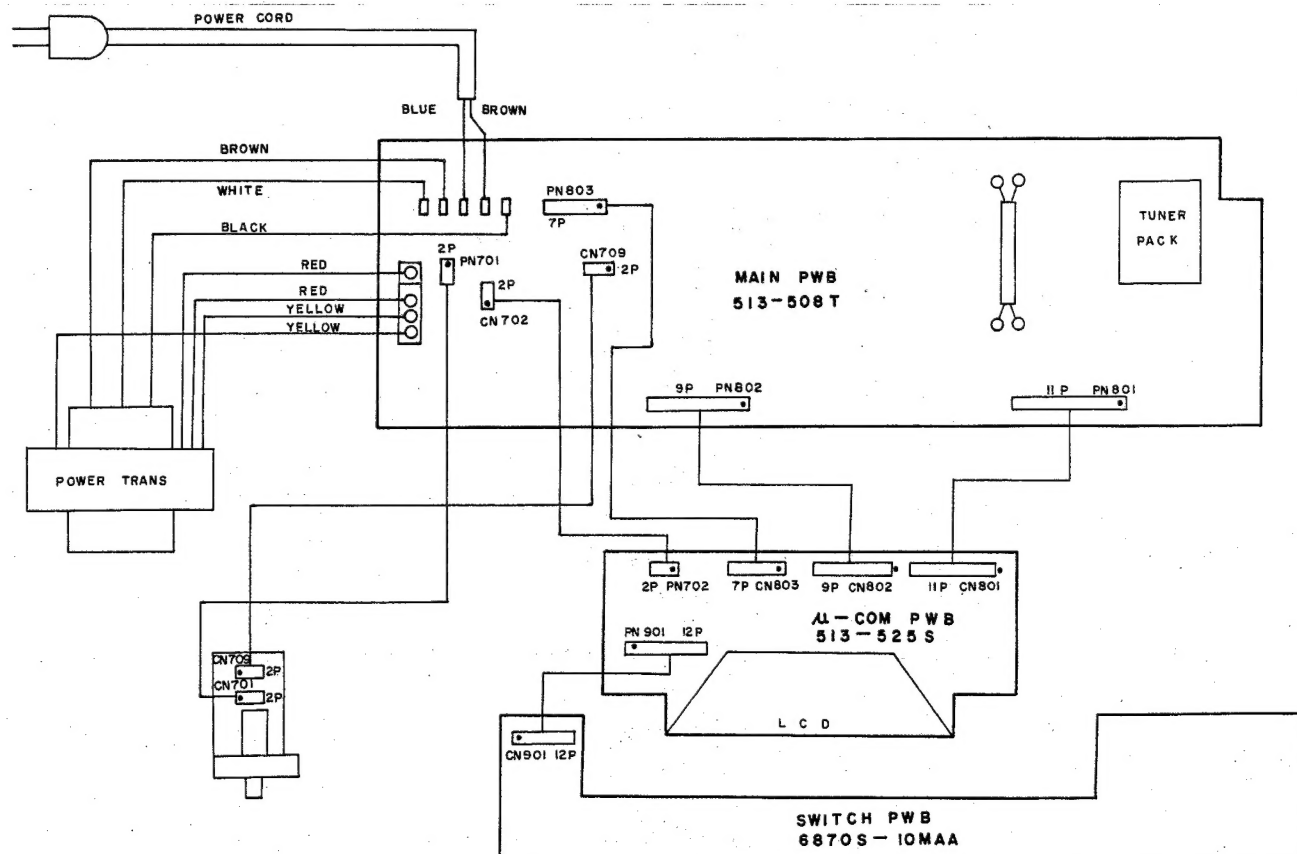 POWER CORD
BLUE
BROWN
BROWN
WHITE
BLACK
RED
RED
YELLOW
YELLOW
2P
PN701
2P
CN702
PN803
7P
CN709
2P
MAIN PWB
513-508T
TUNER
PACK
9P PN802
11P PN801
POWER TRANS
2P PN702
7P CN803
9P CN802
11P CN801
μ-COM PWB
513-525S
PN901 12P
LCD
CN709
2P
CN701
2P
CN901 12P
SWITCH PWB
6870S-10MAA